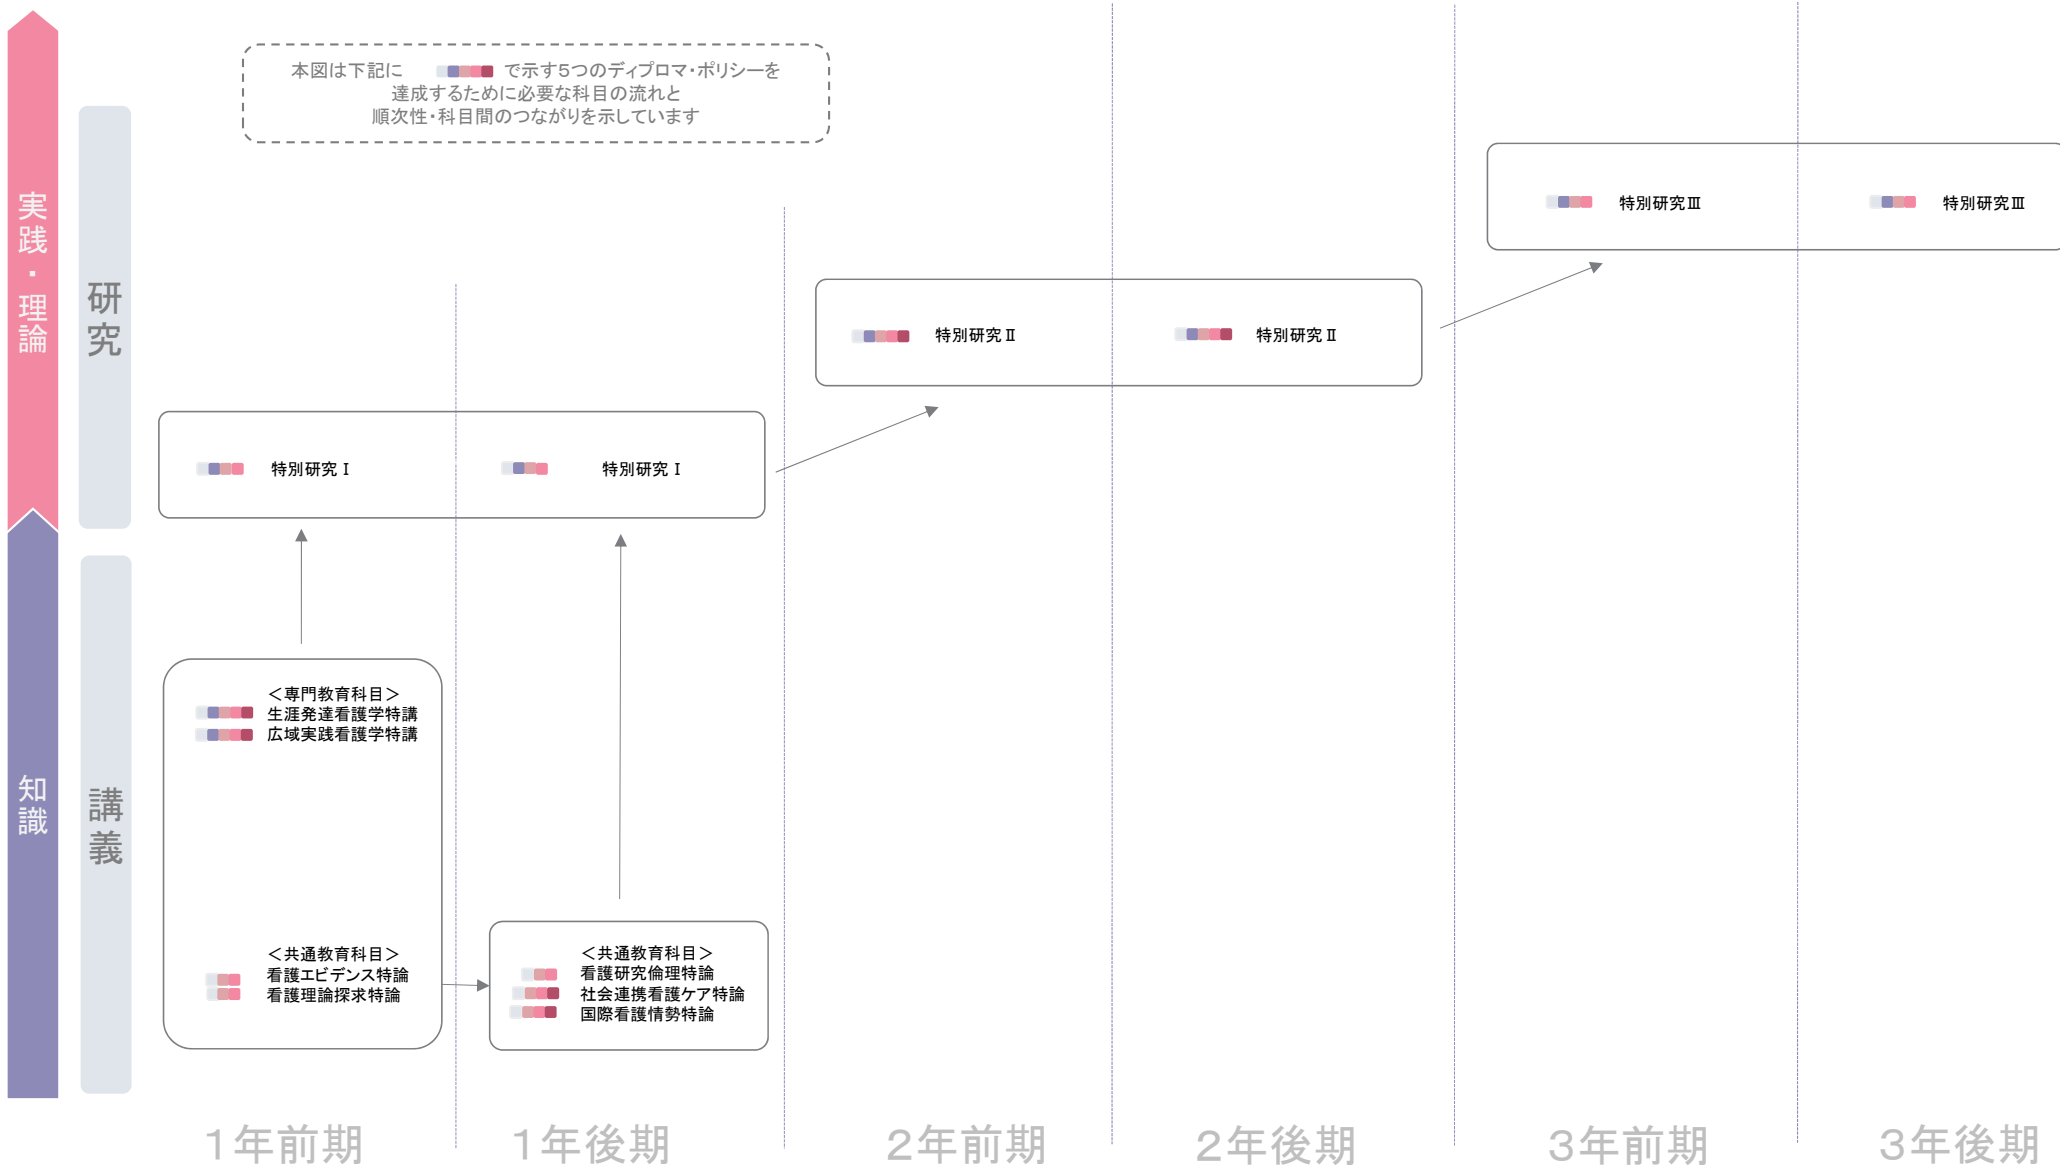 本図は下記に で示す5つのディプロマ・ポリシーを
達成するために必要な科目の流れと
順次性・科目間のつながりを示しています
実践・理論
知識
研究
講義
特別研究Ⅲ
特別研究Ⅲ
特別研究Ⅱ
特別研究Ⅱ
特別研究Ⅰ
特別研究Ⅰ
＜専門教育科目＞
生涯発達看護学特講
広域実践看護学特講
＜共通教育科目＞
看護エビデンス特論
看護理論探求特論
＜共通教育科目＞
看護研究倫理特論
社会連携看護ケア特論
国際看護情勢特論
１年前期
１年後期
２年前期
２年後期
３年前期
３年後期